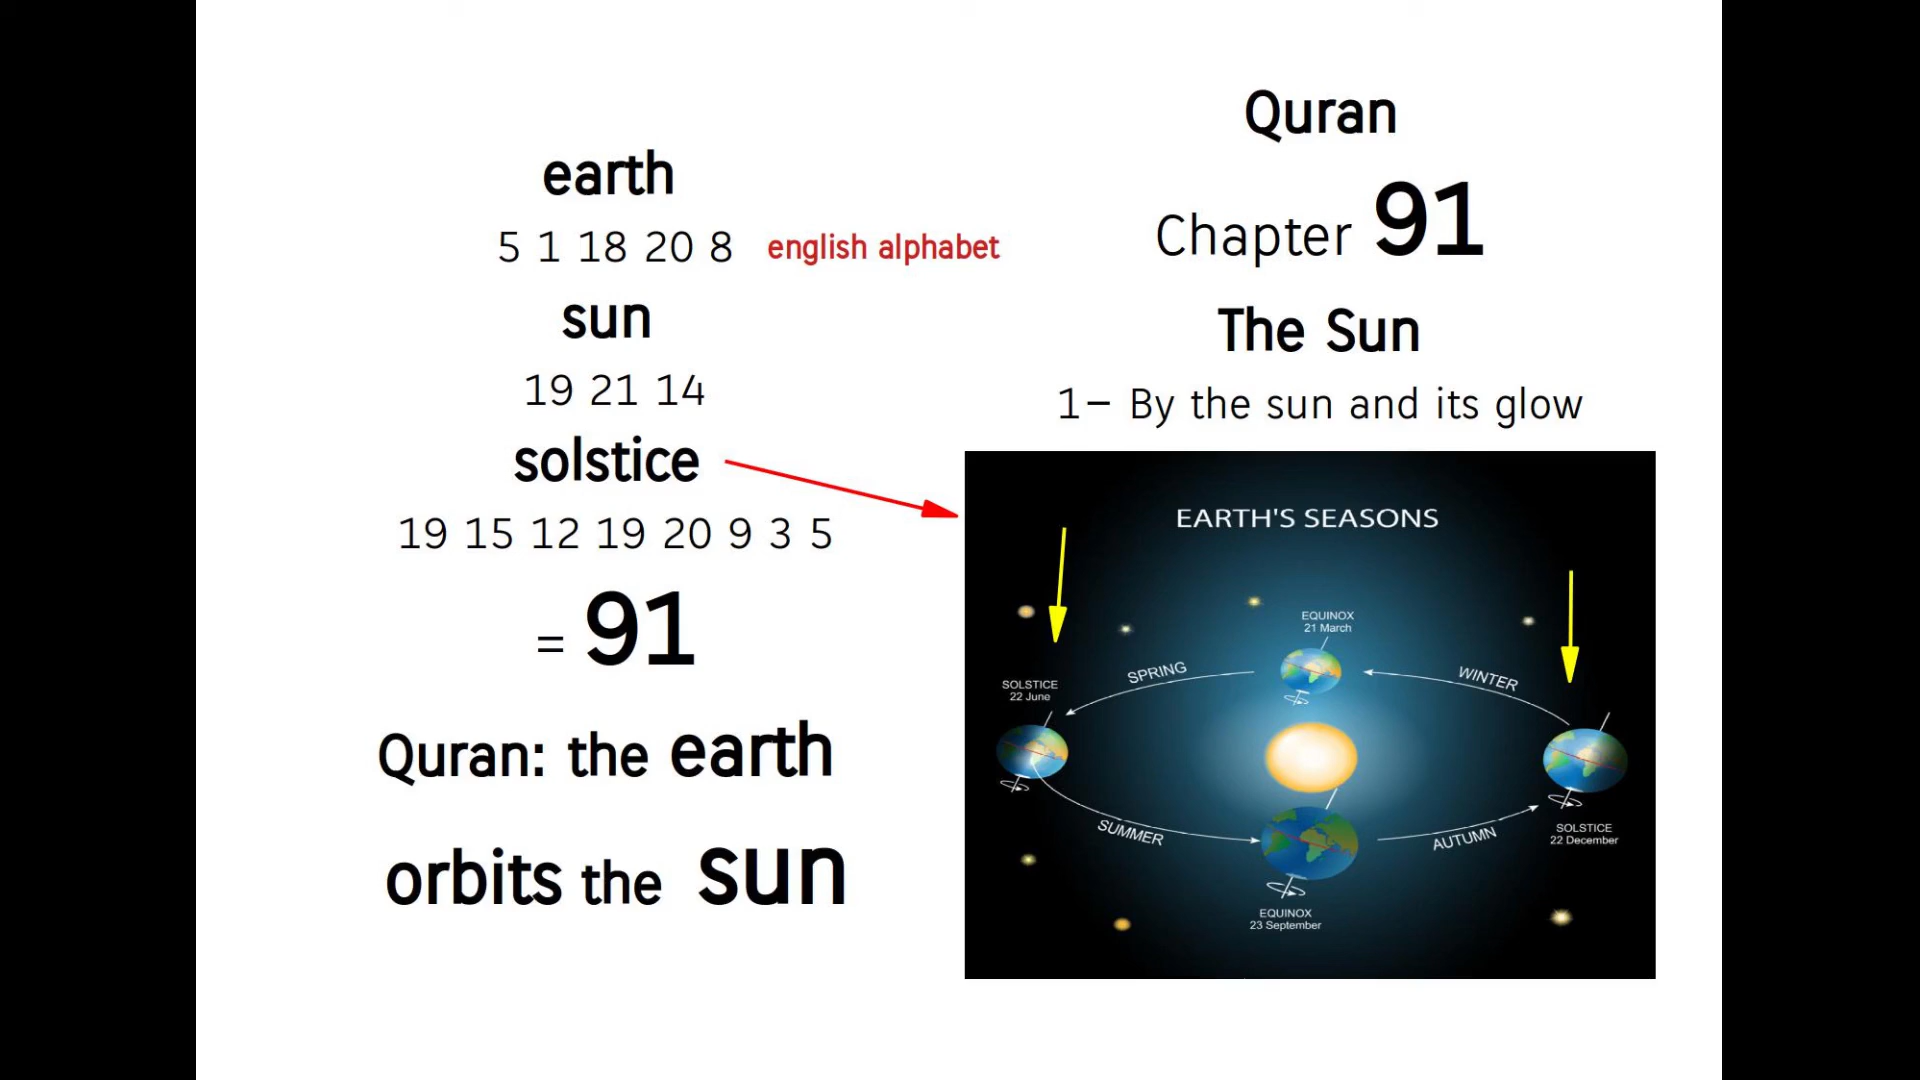 earth
5 1 18 20 8 english alphabet
sun
19 21 14
solstice
19 15 12 19 20 9 3 5
= 91
Quran: the earth
orbits the sun
Quran
Chapter 91
The Sun
1- By the sun and its glow
EARTH'S SEASONS
EQUINOX
21 March
SPRING
WINTER
SOLSTICE
22 June
SUMMER
AUTUMN
SOLSTICE
22 December
EQUINOX
23 September